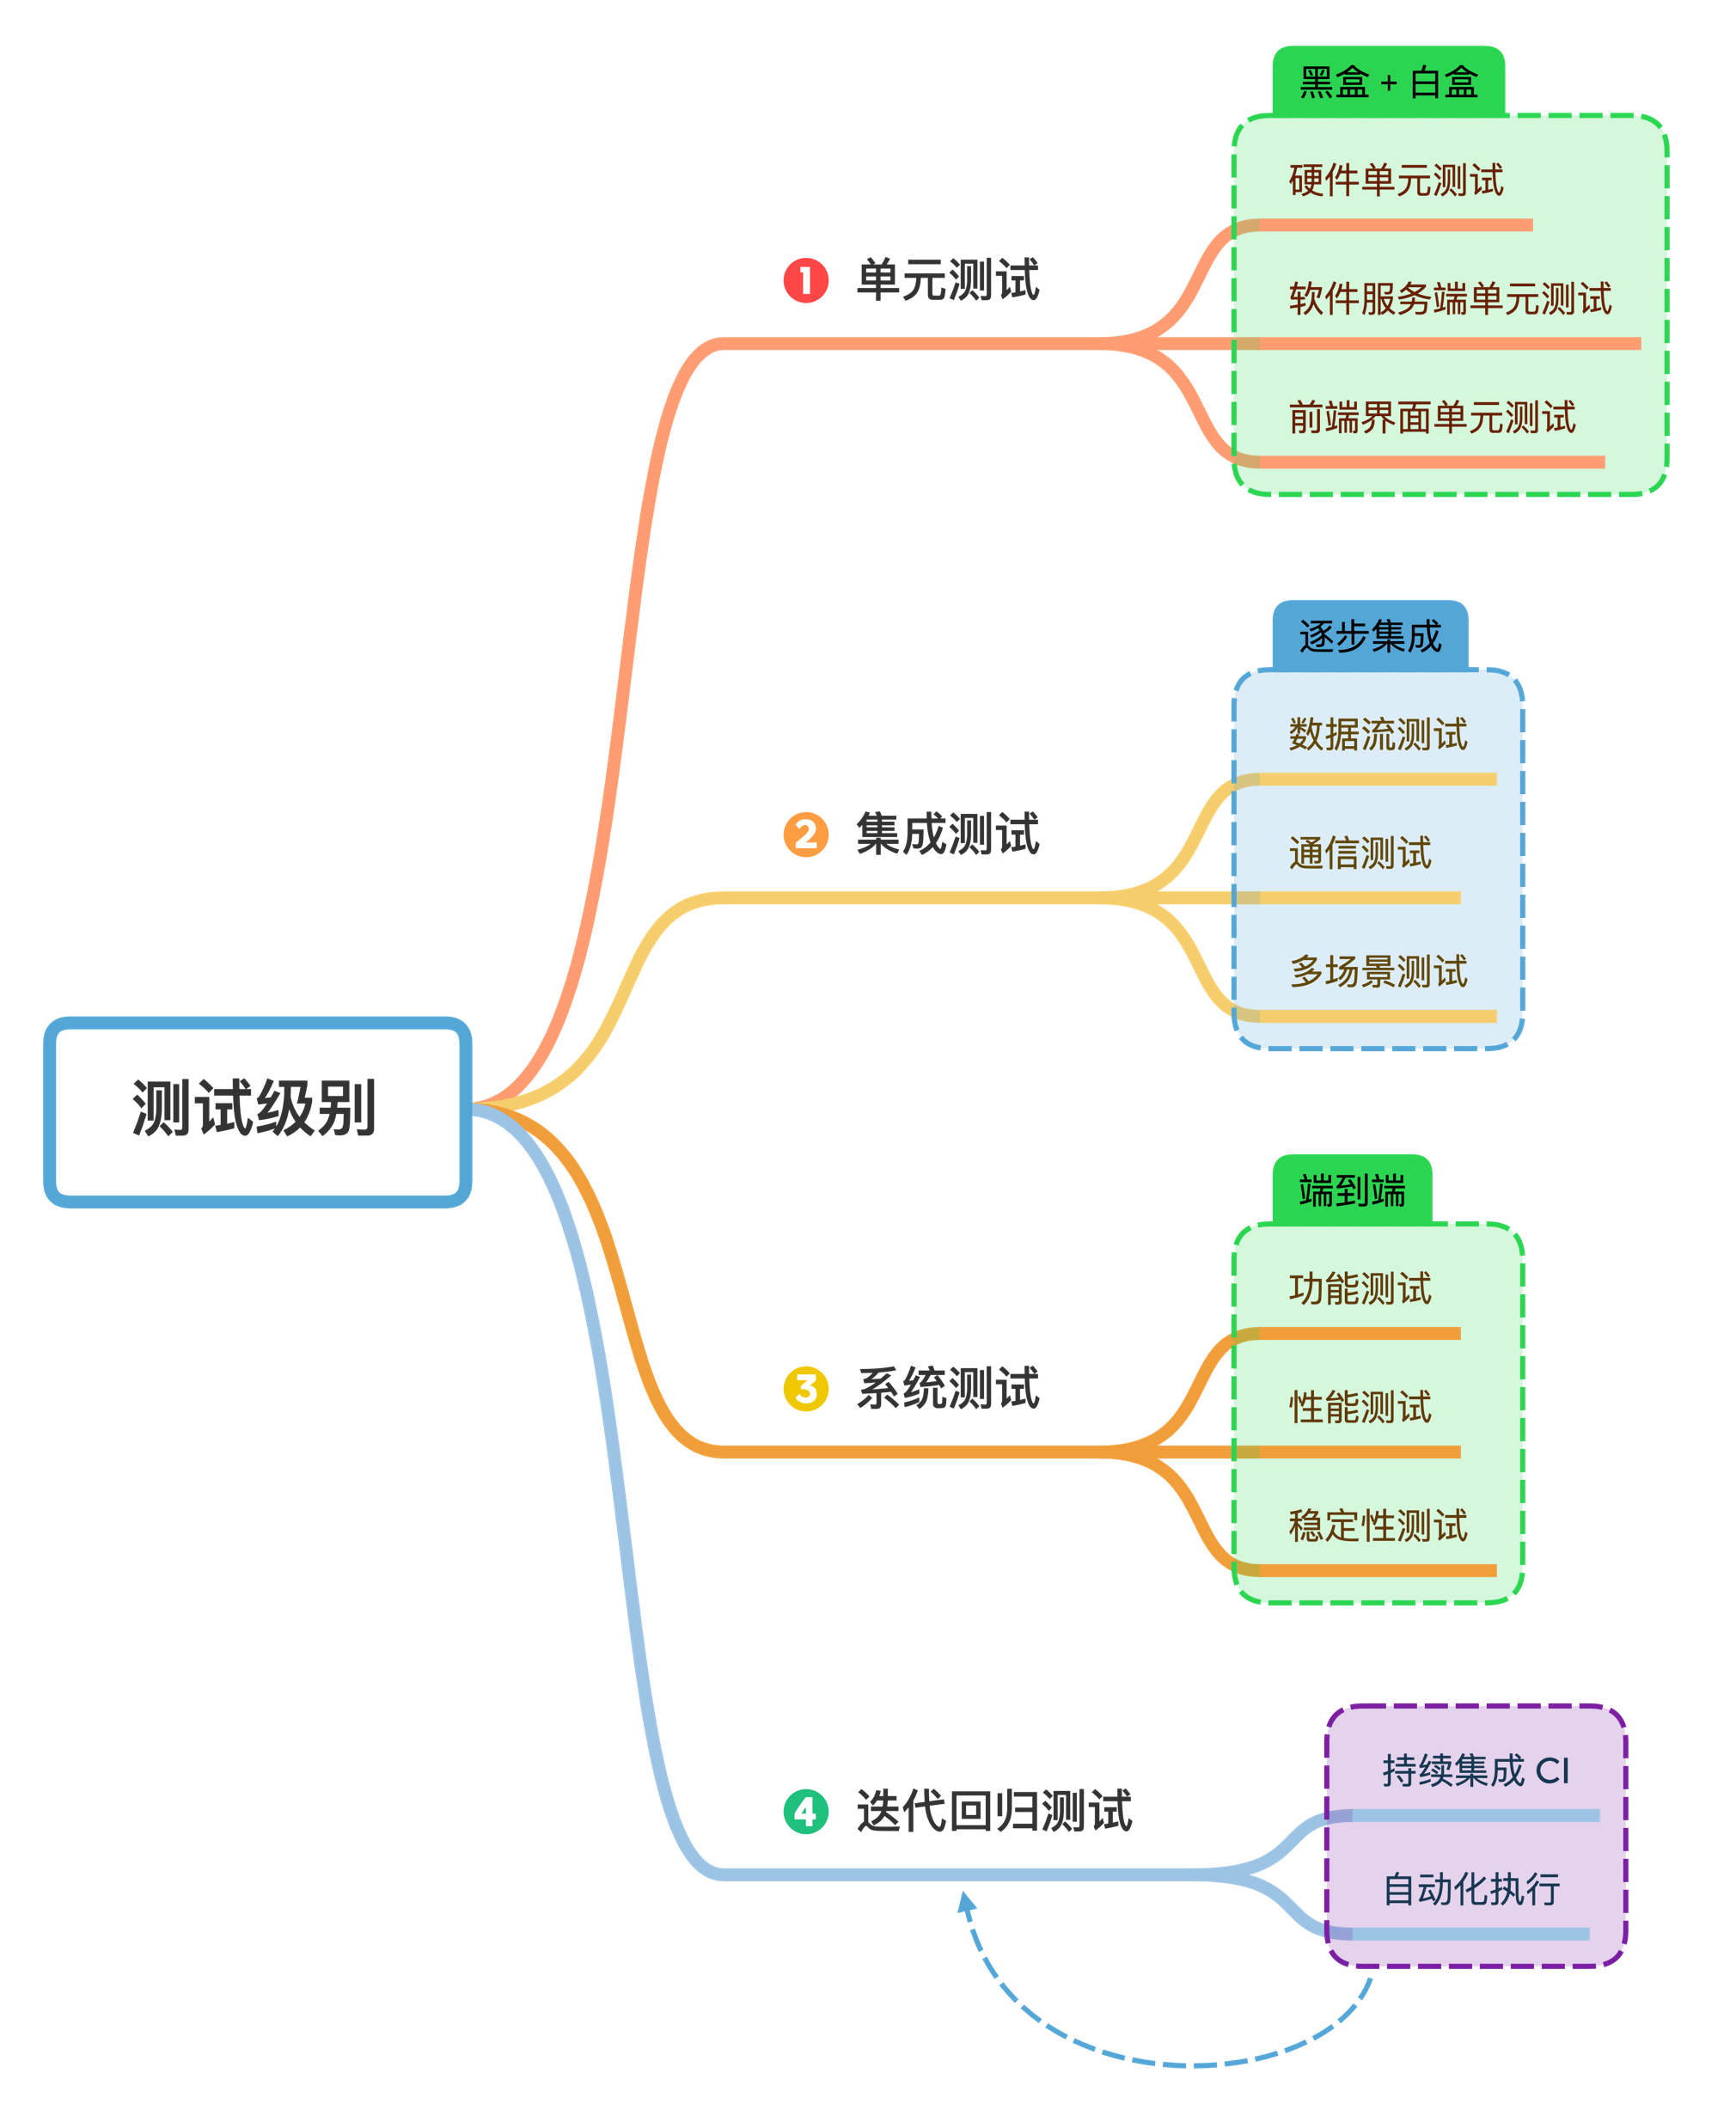 测试级别
1 单元测试
黑盒 + 白盒
硬件单元测试
软件服务端单元测试
前端界面单元测试
2 集成测试
逐步集成
数据流测试
通信测试
多场景测试
3 系统测试
端到端
功能测试
性能测试
稳定性测试
4 迭代回归测试
持续集成 CI
自动化执行